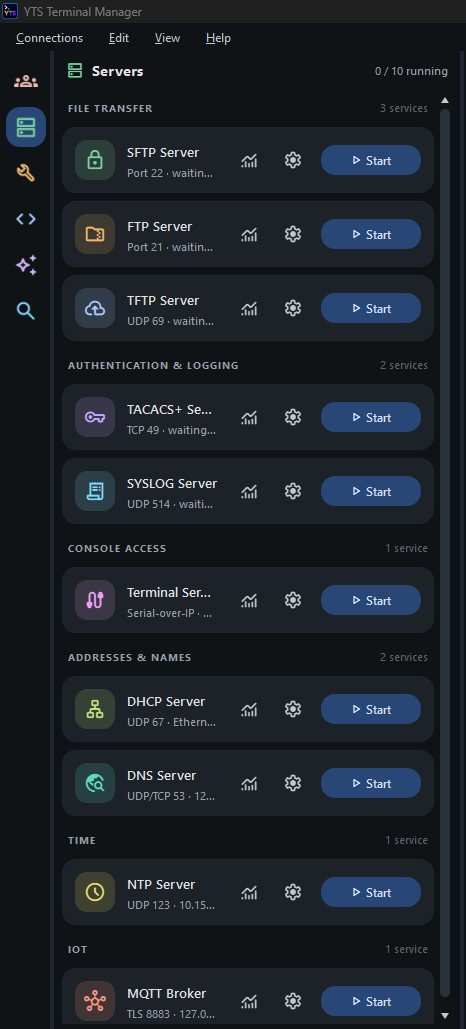 YTS Terminal Manager
Connections Edit View Help
Servers 0 / 10 running
FILE TRANSFER 3 services
SFTP Server
Port 22 · waitin...
Start
FTP Server
Port 21 · waitin...
Start
TFTP Server
UDP 69 · waitin...
Start
AUTHENTICATION & LOGGING 2 services
TACACS+ Se...
TCP 49 · waiting...
Start
SYSLOG Server
UDP 514 · waiti...
Start
CONSOLE ACCESS 1 service
Terminal Ser...
Serial-over-IP · ...
Start
ADDRESSES & NAMES 2 services
DHCP Server
UDP 67 · Ethern...
Start
DNS Server
UDP/TCP 53 · 12...
Start
TIME 1 service
NTP Server
UDP 123 · 10.15...
Start
IOT 1 service
MQTT Broker
TLS 8883 · 127.0...
Start